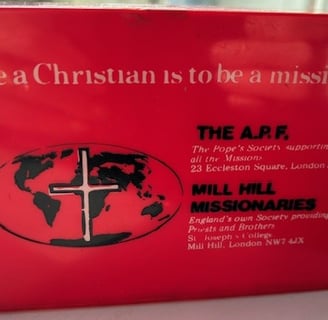 e a Christian is to be a missi
THE A.P.F.
The Pope's Society supporting
all the Missions
23 Eccleston Square, London
MILL HILL
MISSIONARIES
England's own Society providing
Priests and Brothers
St Joseph's College
Mill Hill, London NW7 4JX